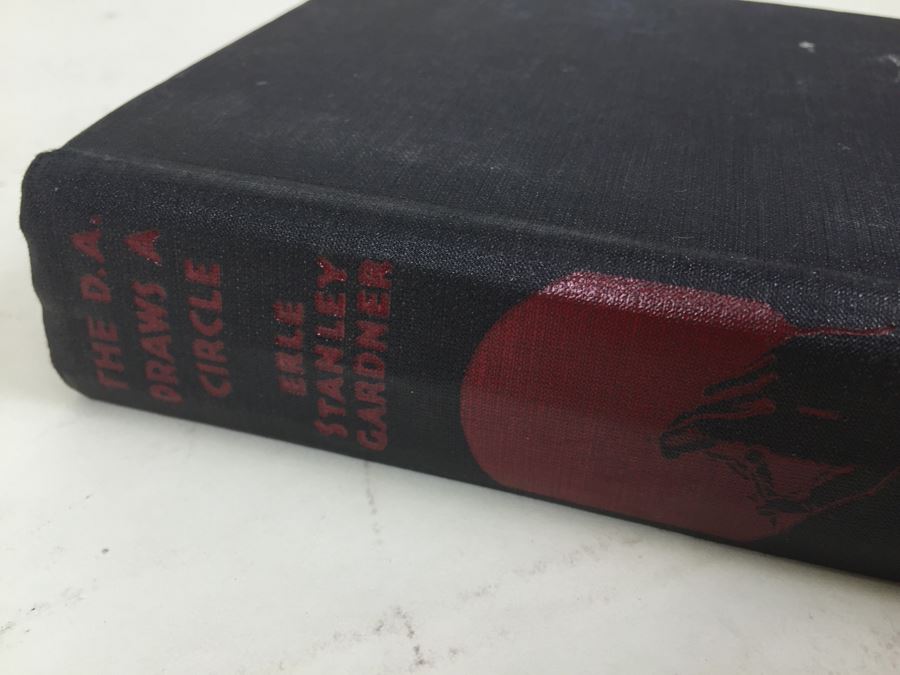 THE D.A.
DRAWS A
CIRCLE
ERLE
STANLEY
GARDNER